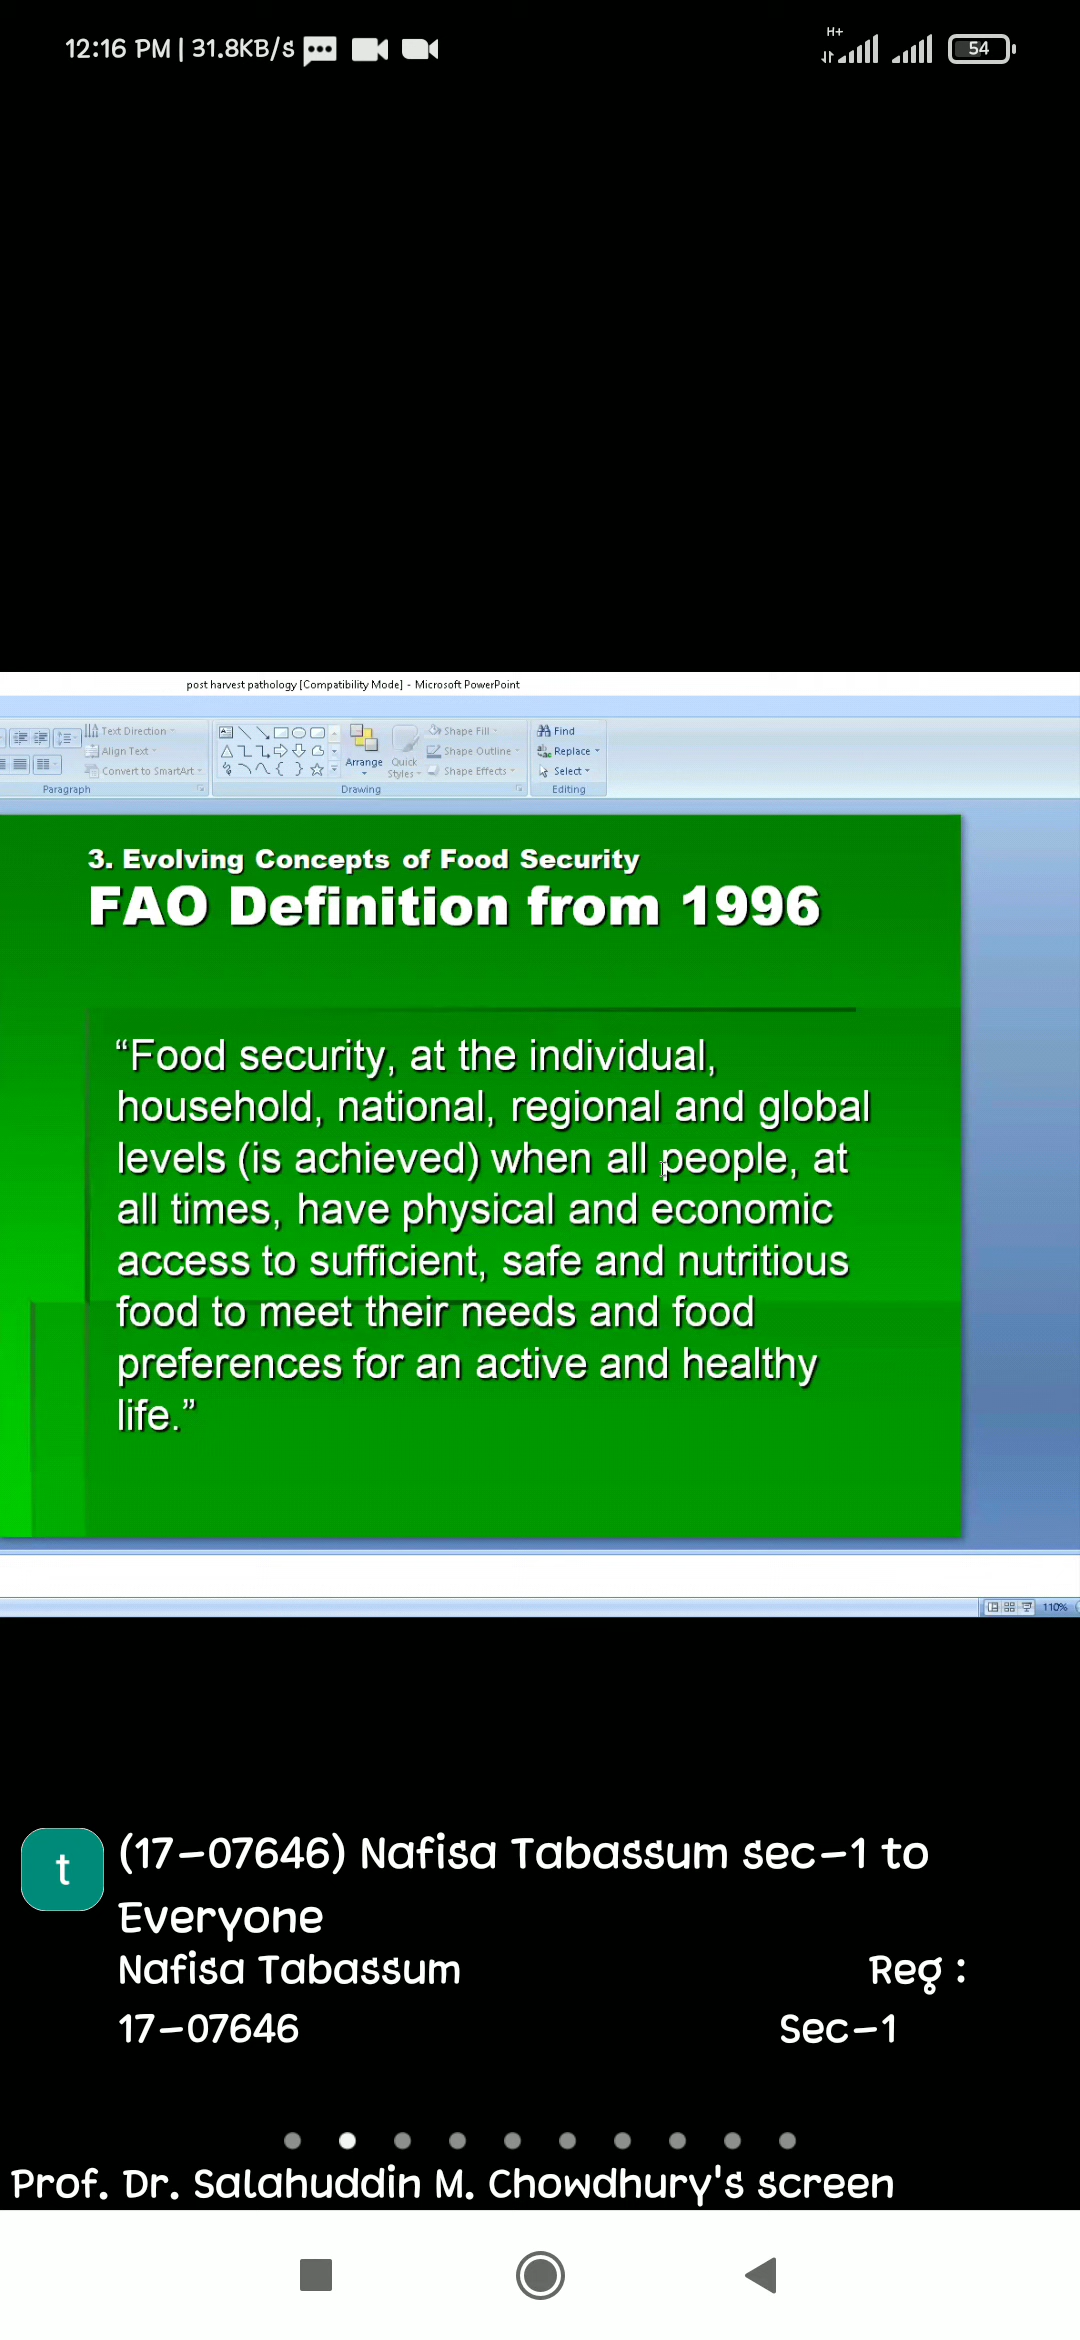 12:16 PM | 31.8KB/s
H+
54
post harvest pathology [Compatibility Mode] - Microsoft PowerPoint
Text Direction
Align Text
Convert to SmartArt
Paragraph
Arrange
Quick
Styles
Shape Fill
Shape Outline
Shape Effects
Drawing
Find
Replace
Select
Editing
3. Evolving Concepts of Food Security
FAO Definition from 1996
“Food security, at the individual,
household, national, regional and global
levels (is achieved) when all people, at
all times, have physical and economic
access to sufficient, safe and nutritious
food to meet their needs and food
preferences for an active and healthy
life.”
110%
t
(17-07646) Nafisa Tabassum sec-1 to
Everyone
Nafisa Tabassum Reg :
17-07646 Sec-1
Prof. Dr. Salahuddin M. Chowdhury's screen